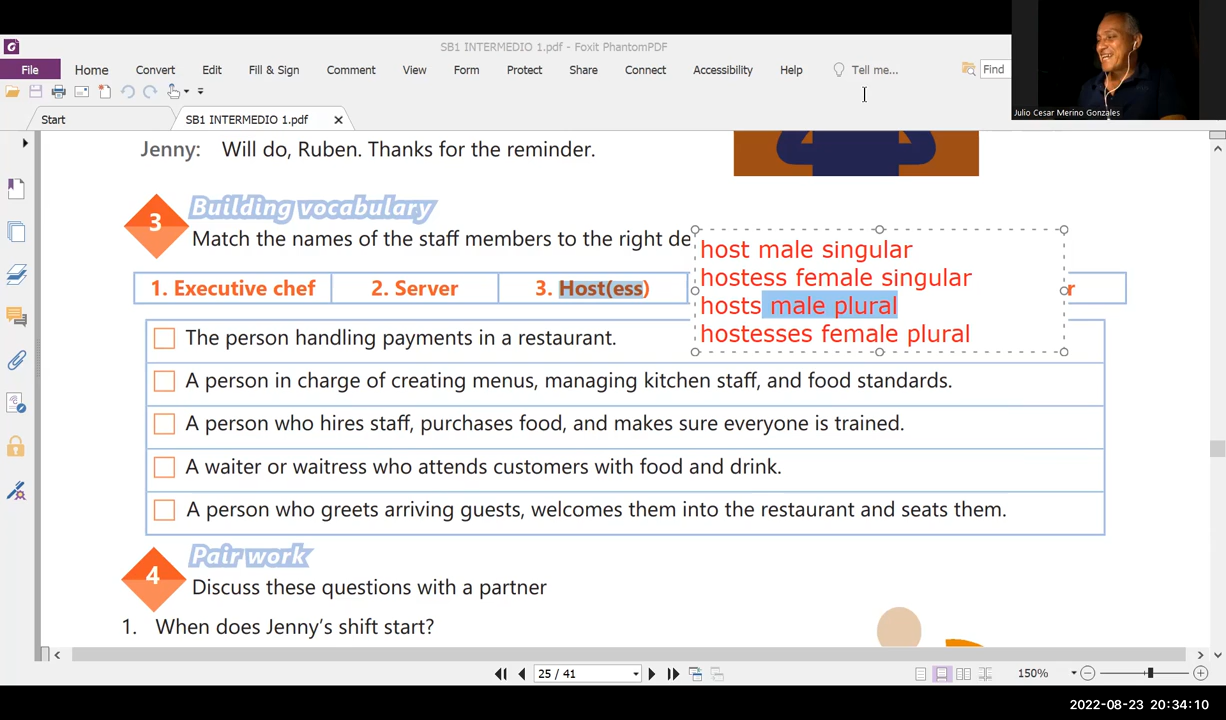 SB1 INTERMEDIO 1.pdf - Foxit PhantomPDF
File Home Convert Edit Fill & Sign Comment View Form Protect Share Connect Accessibility Help Tell me... Find
Julio Cesar Merino Gonzales
Start SB1 INTERMEDIO 1.pdf
Jenny: Will do, Ruben. Thanks for the reminder.
3 Building vocabulary
Match the names of the staff members to the right de
host male singular
hostess female singular
hosts male plural
hostesses female plural
1. Executive chef 2. Server 3. Host(ess) r
The person handling payments in a restaurant.
A person in charge of creating menus, managing kitchen staff, and food standards.
A person who hires staff, purchases food, and makes sure everyone is trained.
A waiter or waitress who attends customers with food and drink.
A person who greets arriving guests, welcomes them into the restaurant and seats them.
4 Pair work
Discuss these questions with a partner
1. When does Jenny's shift start?
25 / 41 150%
2022-08-23 20:34:10